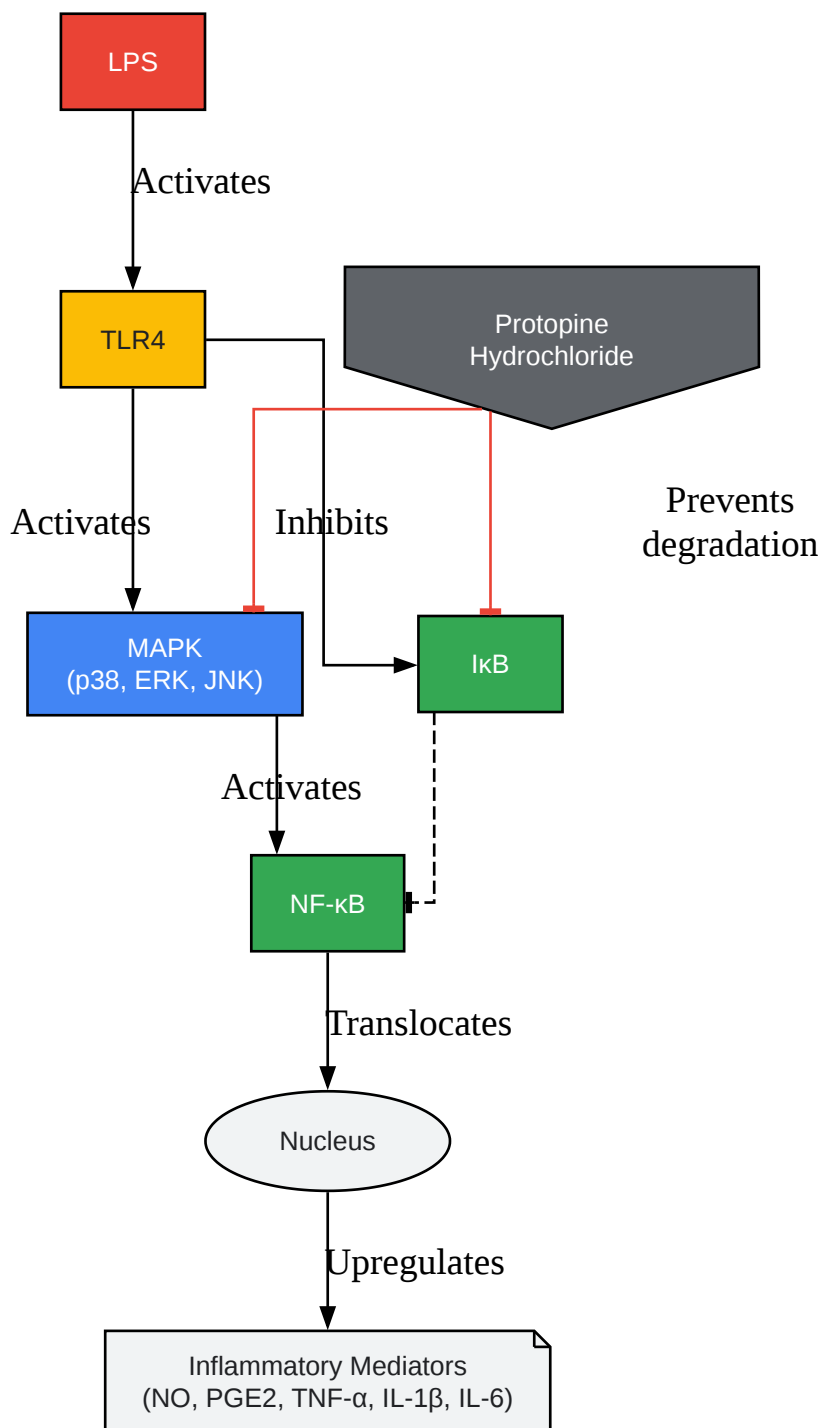 LPS
Activates
TLR4
Protopine
Hydrochloride
Activates
Inhibits
Prevents
degradation
MAPK
(p38, ERK, JNK)
IκB
Activates
NF-κB
Translocates
Nucleus
Upregulates
Inflammatory Mediators
(NO, PGE2, TNF-α, IL-1β, IL-6)